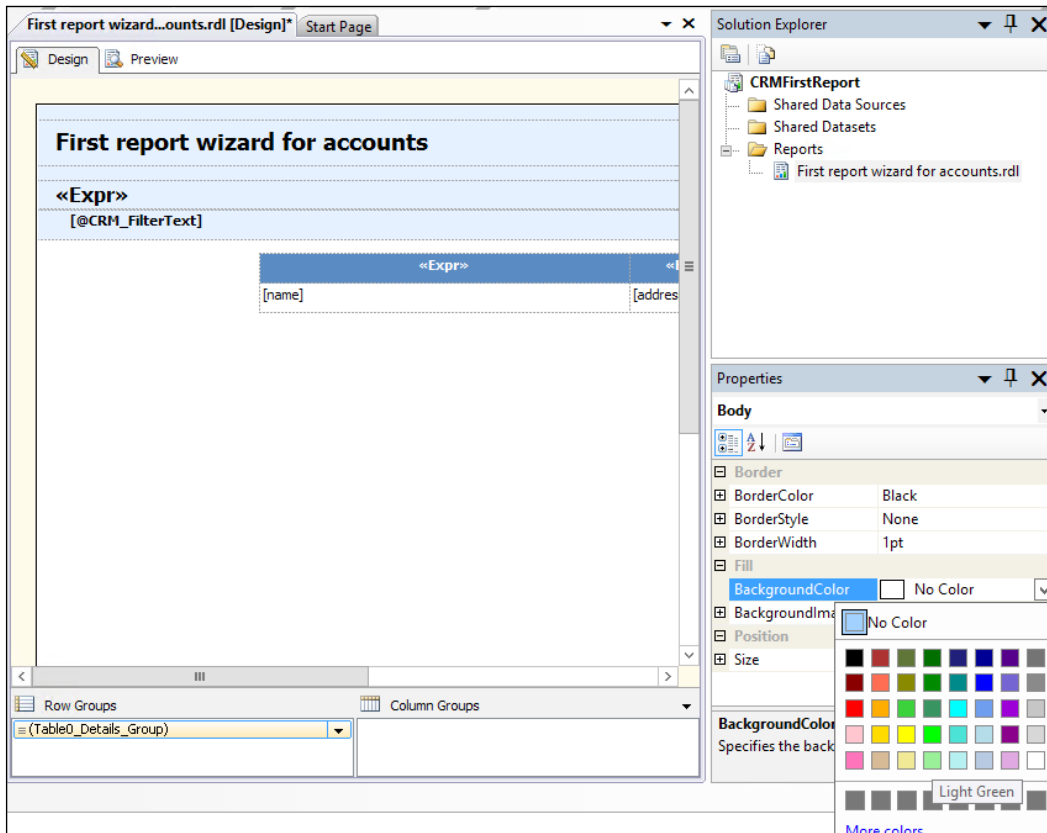 First report wizard...ounts.rdl [Design]*
Start Page
Design
Preview
First report wizard for accounts
«Expr»
[@CRM_FilterText]
«Expr»
[name]
[addres
Row Groups
Column Groups
(Table0_Details_Group)
Solution Explorer
CRMFirstReport
Shared Data Sources
Shared Datasets
Reports
First report wizard for accounts.rdl
Properties
Body
Border
BorderColor Black
BorderStyle None
BorderWidth 1pt
Fill
BackgroundColor No Color
BackgroundIma
No Color
Position
Size
BackgroundColor
Specifies the back
Light Green
More colors